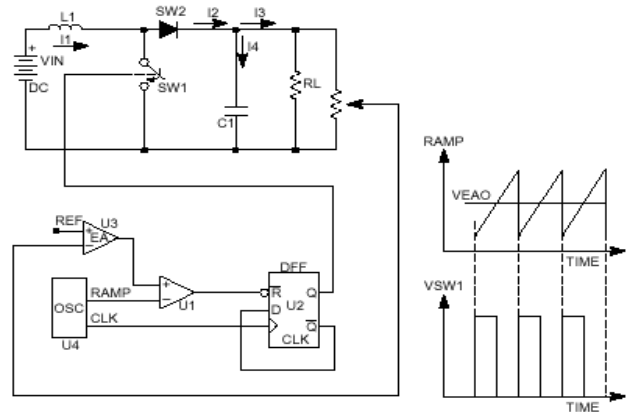 L1
SW2
I2
I3
I1
I4
+
VIN
DC
SW1
C1
RL
RAMP
VEAO
TIME
REF
U3
+
EA
−
DFF
OSC
RAMP
+
−
U1
R
Q
D
U2
CLK
Q
CLK
U4
VSW1
TIME